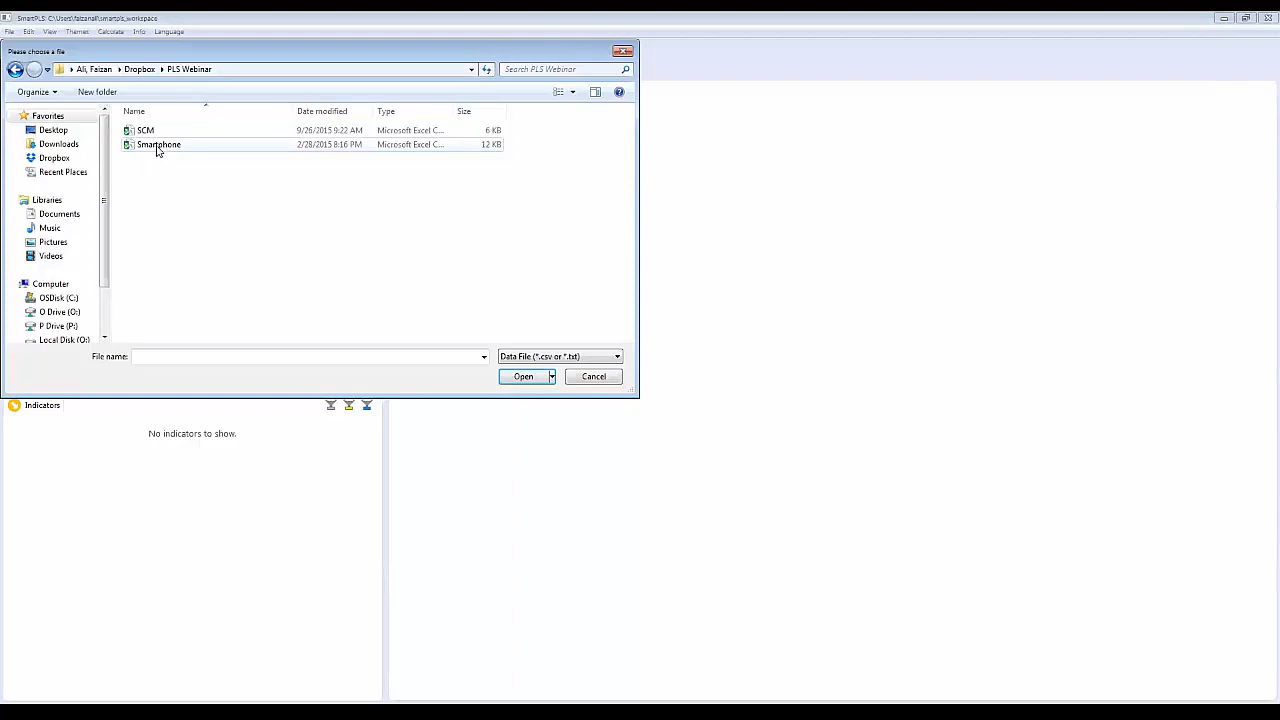 SmartPLS: C:\Users\faizanali\smartpls_workspace
File Edit View Themes Calculate Info Language
Please choose a file
Ali, Faizan Dropbox PLS Webinar Search PLS Webinar
Organize New folder
Name Date modified Type Size
SCM 9/26/2015 9:22 AM Microsoft Excel C... 6 KB
Smartphone 2/28/2015 8:16 PM Microsoft Excel C... 12 KB
Favorites
Desktop
Downloads
Dropbox
Recent Places
Libraries
Documents
Music
Pictures
Videos
Computer
OSDisk (C:)
O Drive (O:)
P Drive (P:)
Local Disk (Q:)
File name: Data File (*.csv or *.txt)
Open Cancel
Indicators
No indicators to show.